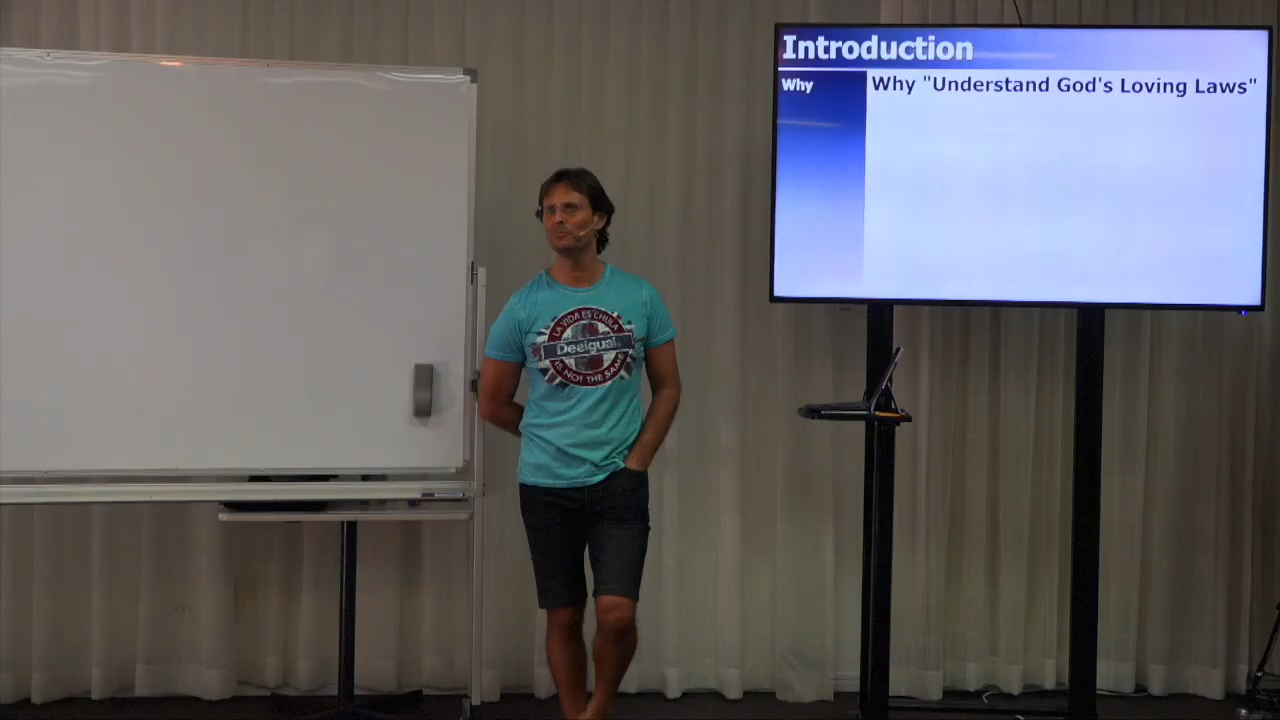 Introduction
Why
Why "Understand God's Loving Laws"
LA VIDA ES CHULA
Desigual
IS NOT THE SAME